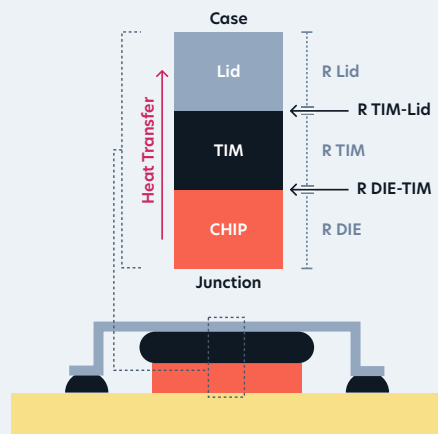 Case
Lid
R Lid
R TIM-Lid
Heat Transfer
TIM
R TIM
R DIE-TIM
CHIP
R DIE
Junction